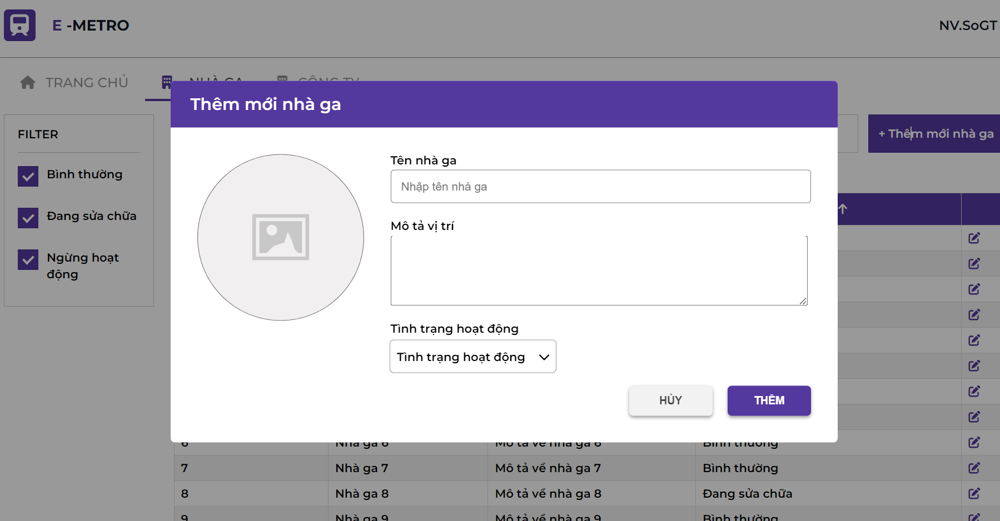 E -METRO
NV.SoGT
TRANG CHỦ
NHÀ GA
CÔNG TY
Thêm mới nhà ga
FILTER
+ Thêm mới nhà ga
Bình thường
Đang sửa chữa
Ngừng hoạt
động
Tên nhà ga
Nhập tên nhà ga
Mô tả vị trí
Tình trạng hoạt động
Tình trạng hoạt động
HỦY
THÊM
6 Nhà ga 6 Mô tả về nhà ga 6 Bình thường
7 Nhà ga 7 Mô tả về nhà ga 7 Bình thường
8 Nhà ga 8 Mô tả về nhà ga 8 Đang sửa chữa
9 Nhà ga 9 Mô tả về nhà ga 9 Bình thường